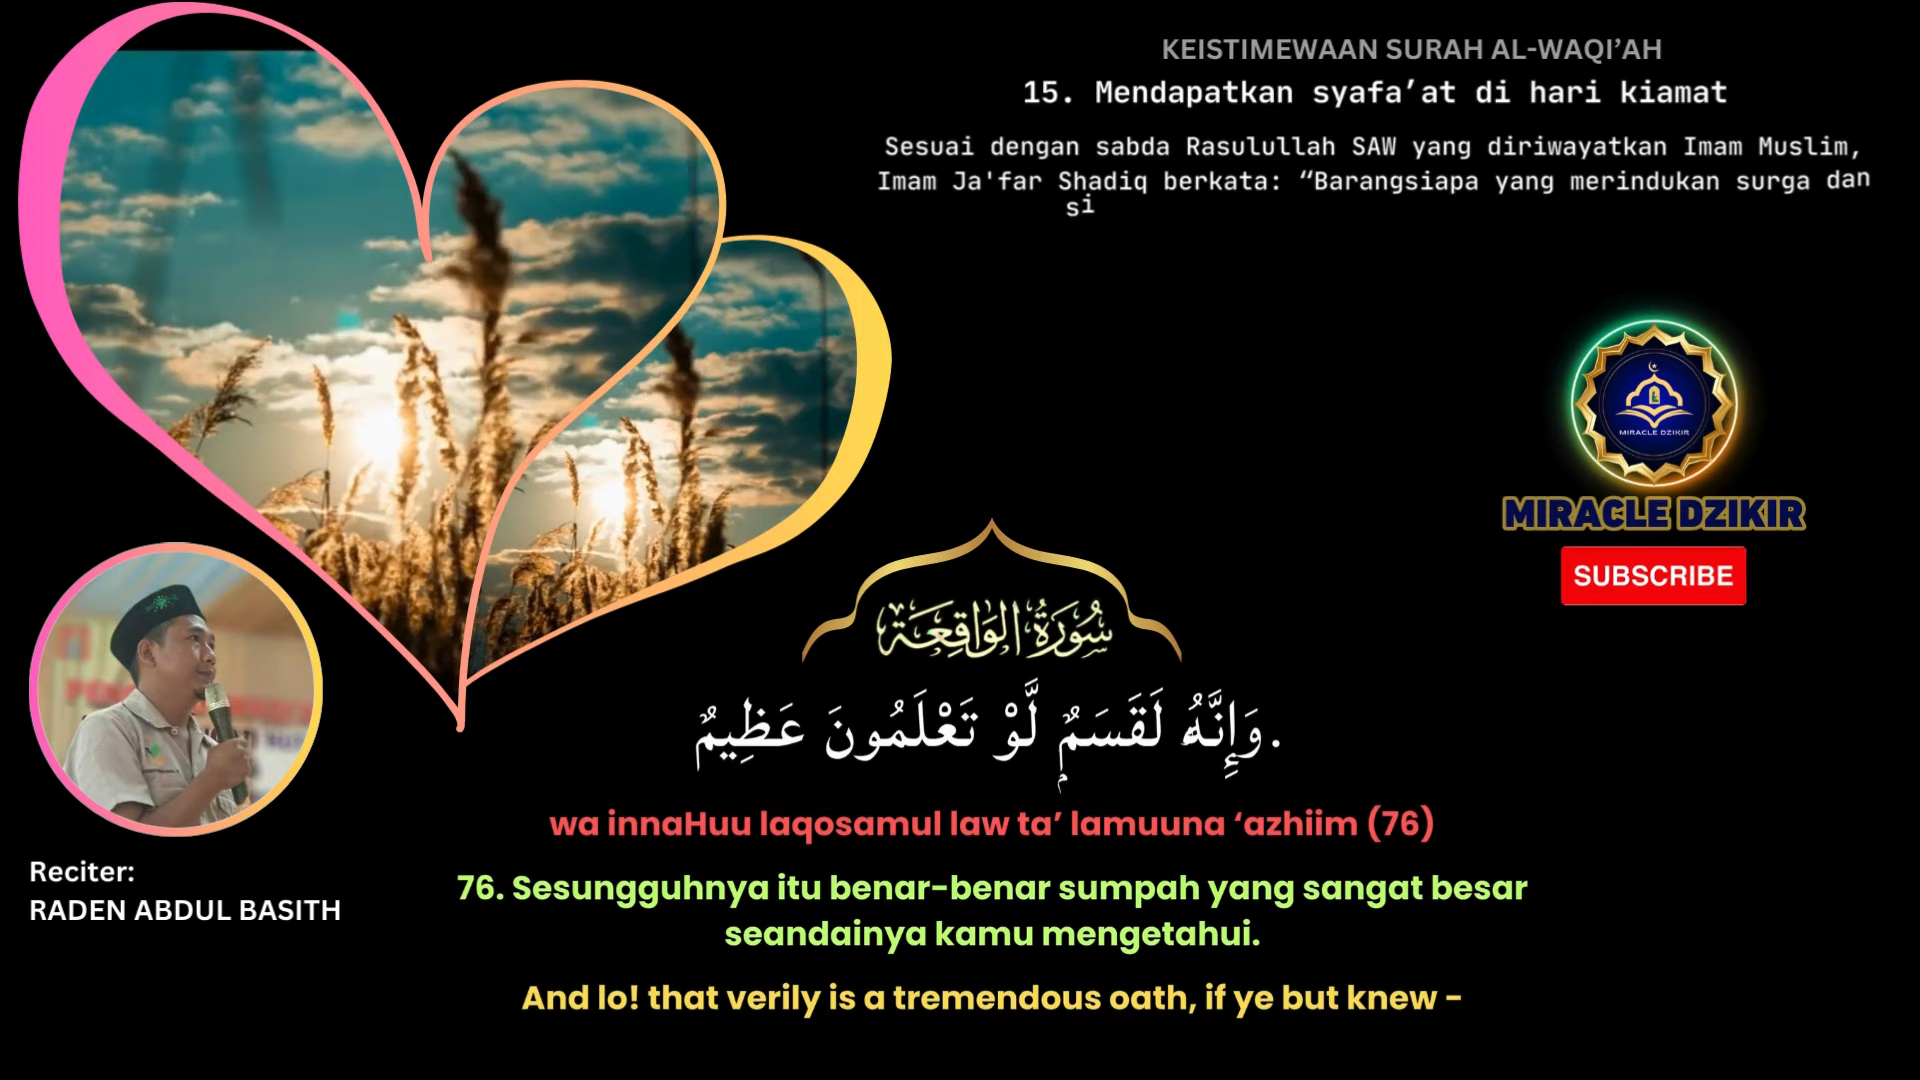 KEISTIMEWAAN SURAH AL-WAQI’AH
15. Mendapatkan syafa’at di hari kiamat
Sesuai dengan sabda Rasulullah SAW yang diriwayatkan Imam Muslim,
Imam Ja'far Shadiq berkata: “Barangsiapa yang merindukan surga dan
si
MIRACLE DZIKIR
MIRACLE DZIKIR
SUBSCRIBE
سُورَةُ الْوَاقِعَة
وَإِنَّهُ لَقَسَمٌ لَّوْ تَعْلَمُونَ عَظِيمٌ.
wa innaHuu laqosamul law ta’ lamuuna ‘azhiim (76)
76. Sesungguhnya itu benar-benar sumpah yang sangat besar
seandainya kamu mengetahui.
And lo! that verily is a tremendous oath, if ye but knew -
Reciter:
RADEN ABDUL BASITH